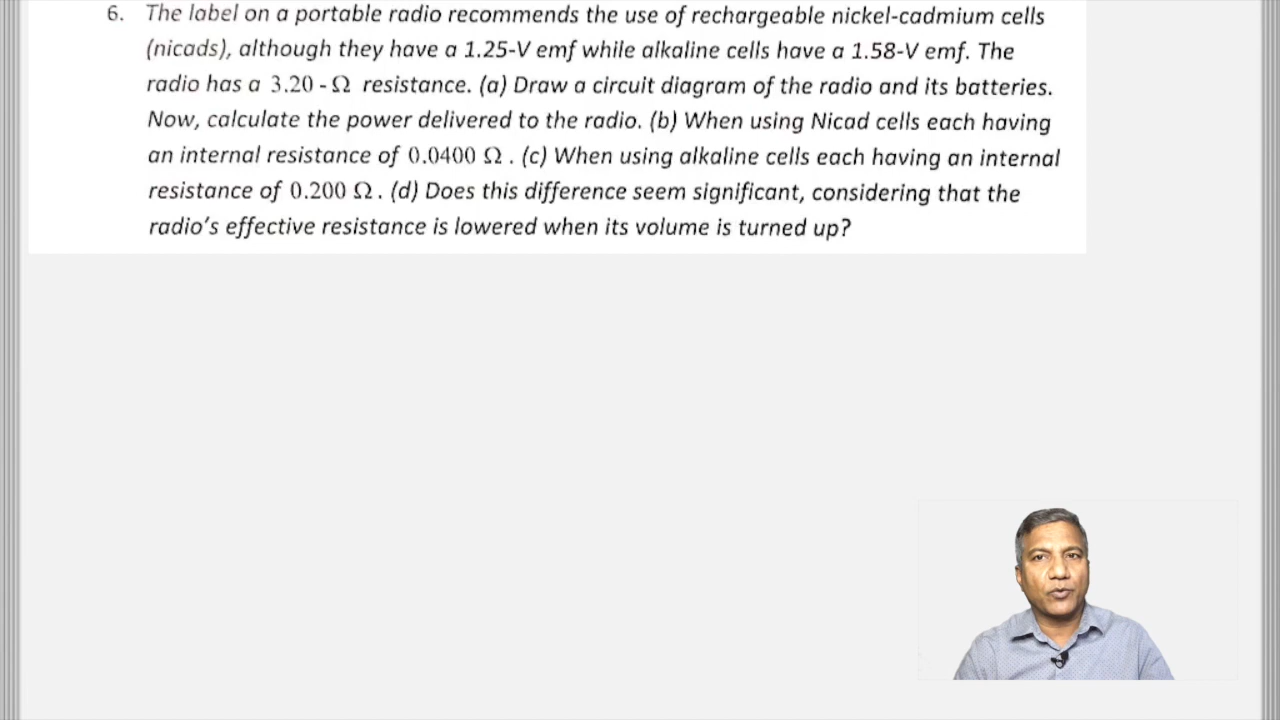 6. The label on a portable radio recommends the use of rechargeable nickel-cadmium cells
(nicads), although they have a 1.25-V emf while alkaline cells have a 1.58-V emf. The
radio has a 3.20 - Ω resistance. (a) Draw a circuit diagram of the radio and its batteries.
Now, calculate the power delivered to the radio. (b) When using Nicad cells each having
an internal resistance of 0.0400 Ω . (c) When using alkaline cells each having an internal
resistance of 0.200 Ω . (d) Does this difference seem significant, considering that the
radio's effective resistance is lowered when its volume is turned up?